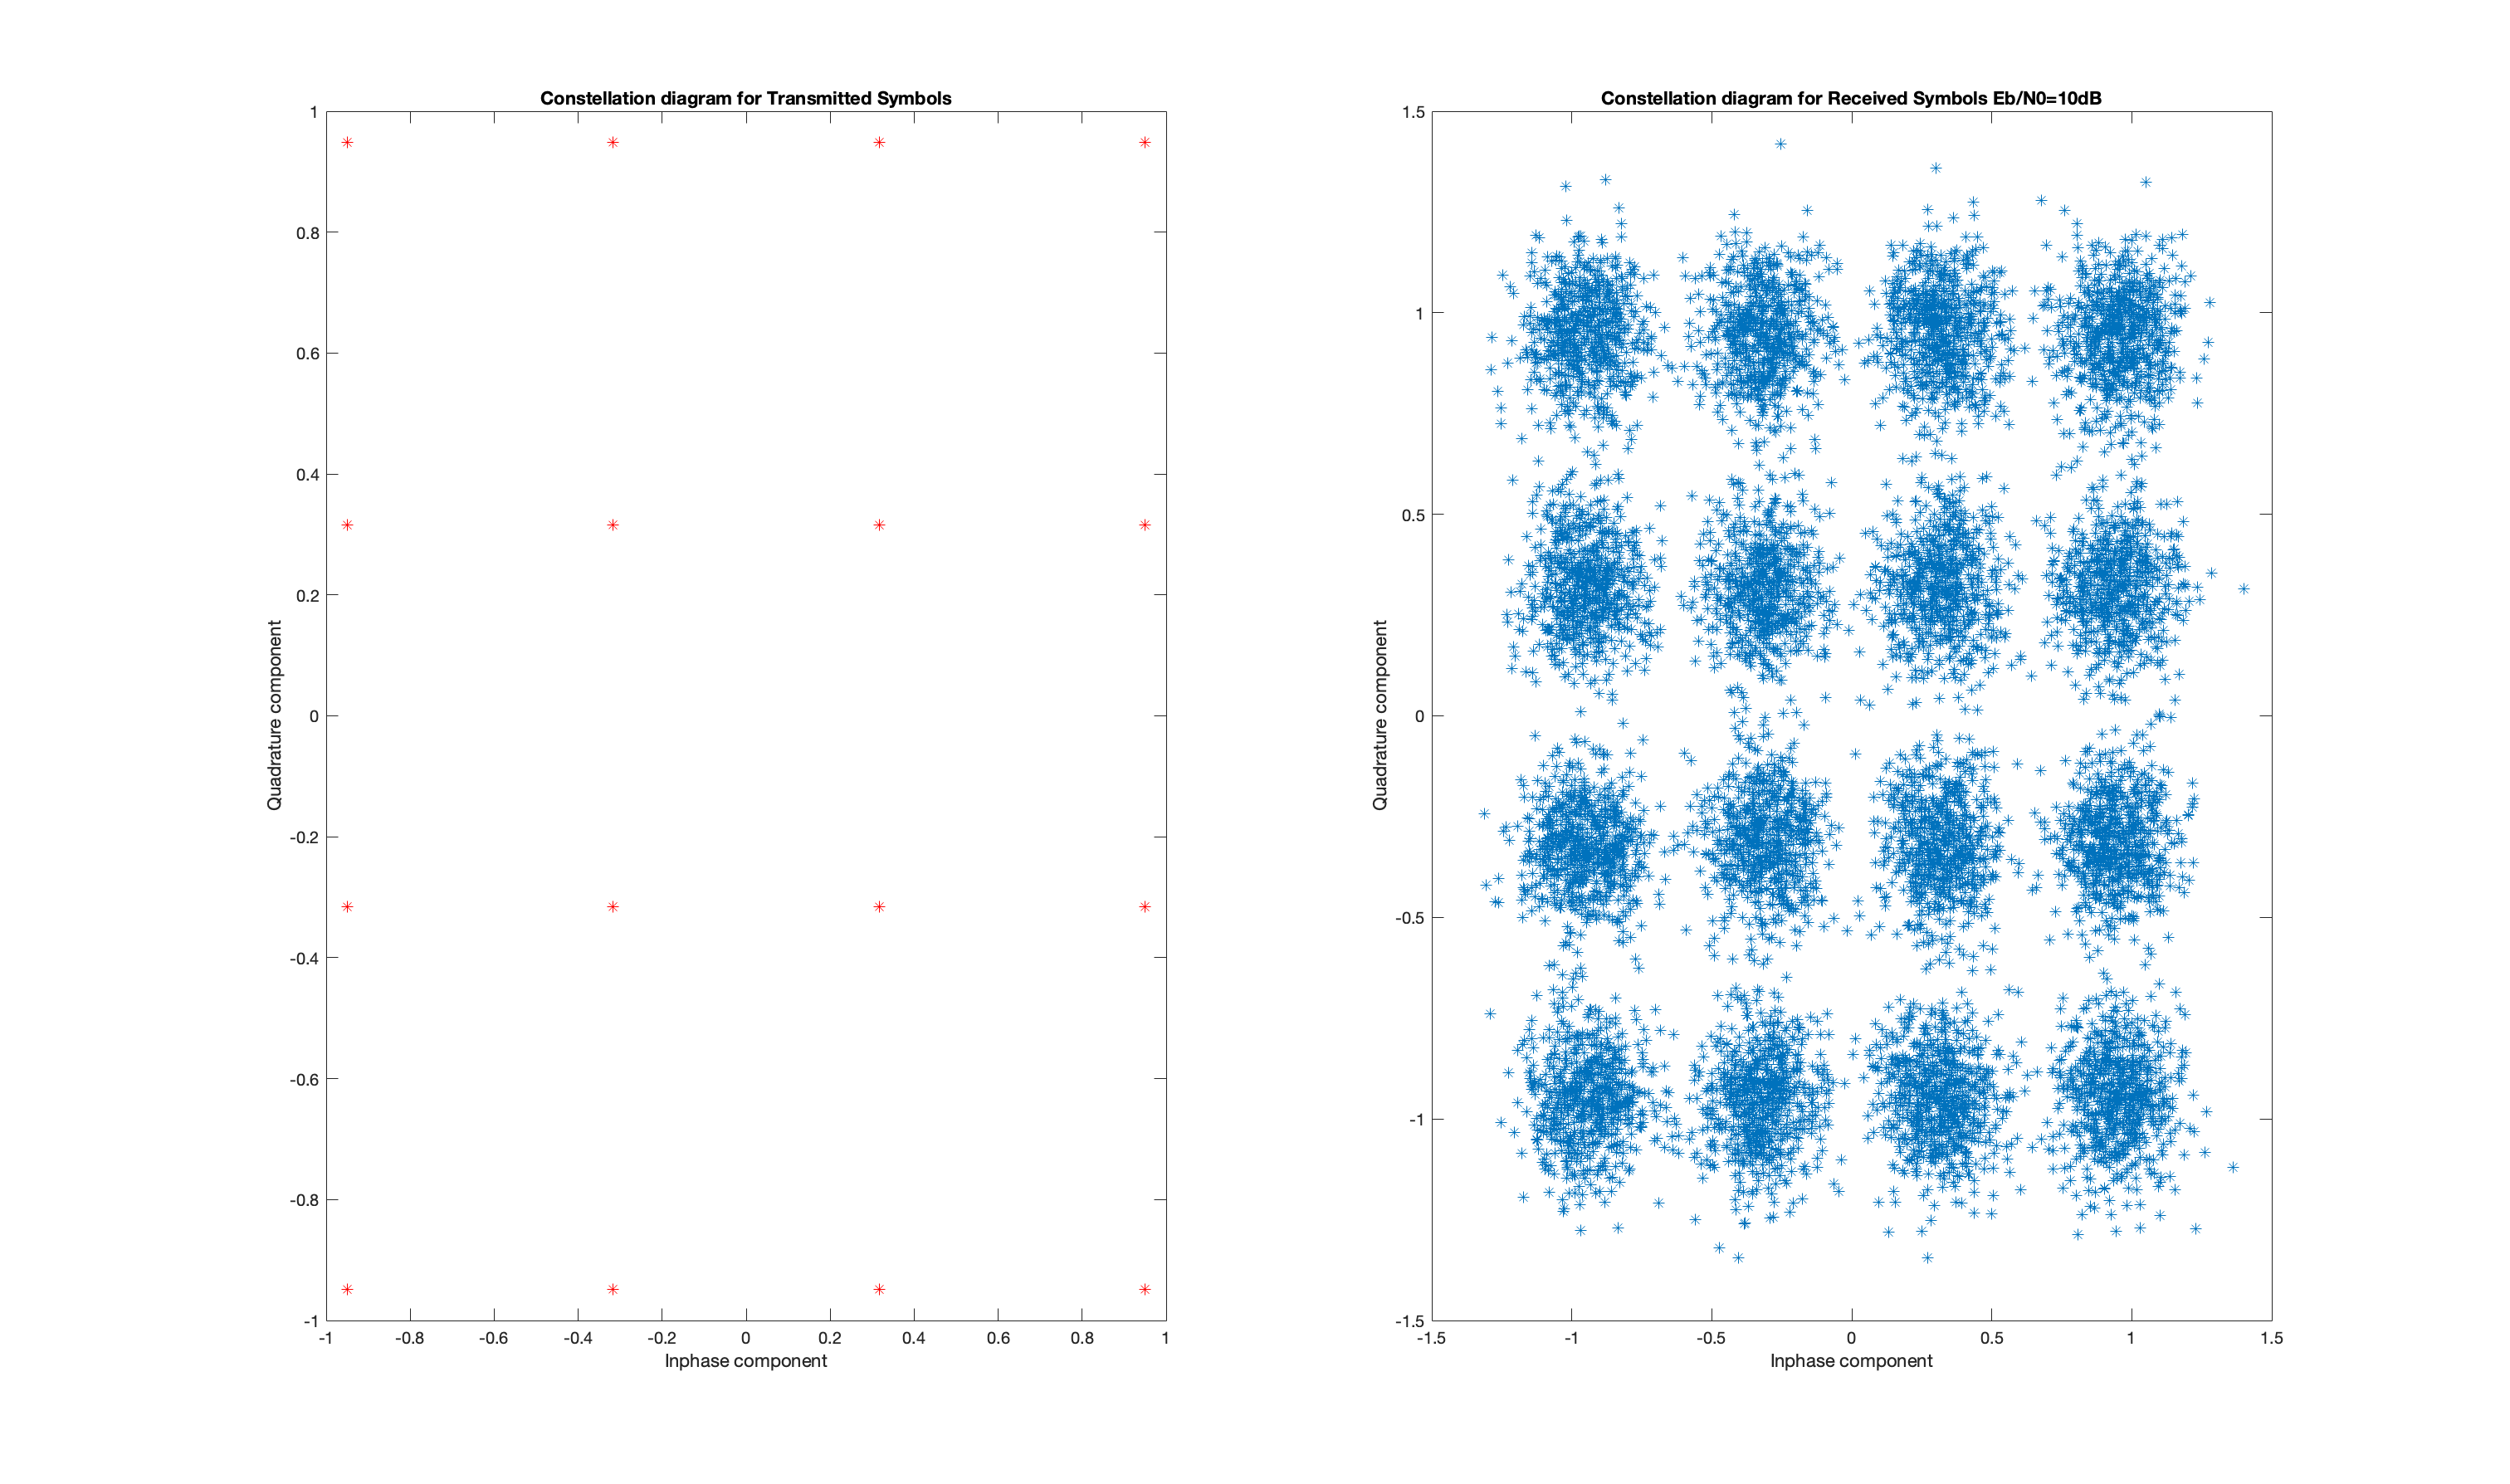 Constellation diagram for Transmitted Symbols
1
0.8
0.6
0.4
0.2
0
-0.2
-0.4
-0.6
-0.8
-1
Quadrature component
-1 -0.8 -0.6 -0.4 -0.2 0 0.2 0.4 0.6 0.8 1
Inphase component
Constellation diagram for Received Symbols Eb/N0=10dB
1.5
1
0.5
0
-0.5
-1
-1.5
Quadrature component
-1.5 -1 -0.5 0 0.5 1 1.5
Inphase component